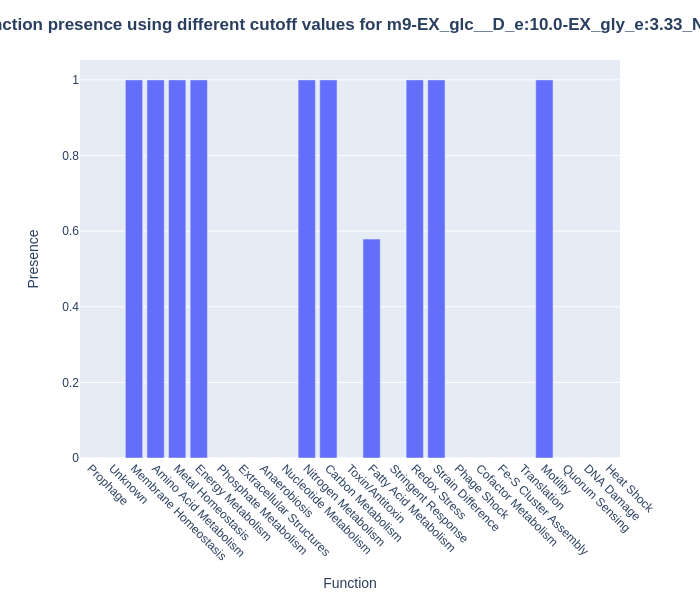 ction presence using different cutoff values for m9-EX_glc__D_e:10.0-EX_gly_e:3.33_N
1
0.8
0.6
0.4
0.2
0
Presence
Prophage
Unknown
Membrane Homeostasis
Amino Acid Metabolism
Metal Homeostasis
Energy Metabolism
Phosphate Metabolism
Extracellular Structures
Anaerobiosis
Nucleotide Metabolism
Nitrogen Metabolism
Carbon Metabolism
Toxin/Antitoxin
Fatty Acid Metabolism
Stringent Response
Redox Stress
Strain Difference
Phage Shock
Cofactor Metabolism
Fe-S Cluster Assembly
Translation
Motility
Quorum Sensing
DNA Damage
Heat Shock
Function